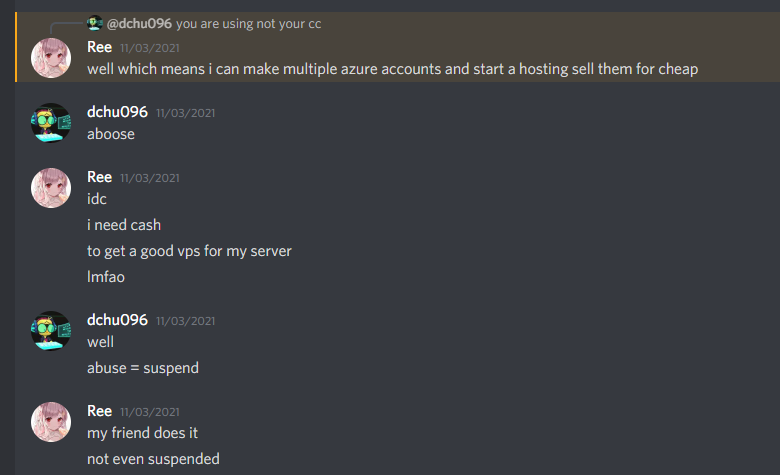 @dchu096 you are using not your cc
Ree 11/03/2021
well which means i can make multiple azure accounts and start a hosting sell them for cheap
dchu096 11/03/2021
aboose
Ree 11/03/2021
idc
i need cash
to get a good vps for my server
lmfao
dchu096 11/03/2021
well
abuse = suspend
Ree 11/03/2021
my friend does it
not even suspended